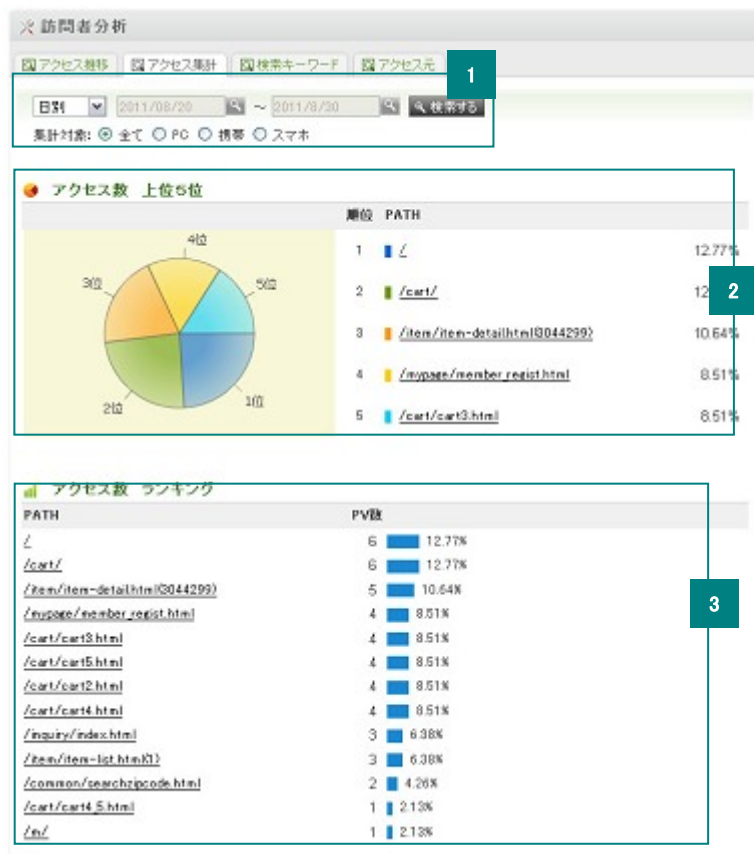 訪問者分析
アクセス推移 アクセス集計 検索キーワード アクセス元
1
日別 2011/08/20 ～ 2011/8/30 検索する
集計対象: 全て PC 携帯 スマホ
アクセス数 上位5位
順位 PATH
4位
3位
5位
2位
1位
1 / 12.77%
2 /cart/ 12
2
3 /item/item-detail.html(3044299) 10.64%
4 /mypage/member_regist.html 8.51%
5 /cart/cart3.html 8.51%
アクセス数 ランキング
PATH PV数
/ 6 12.77%
/cart/ 6 12.77%
/item/item-detail.html(3044299) 5 10.64%
3
/mypage/member_regist.html 4 8.51%
/cart/cart3.html 4 8.51%
/cart/cart5.html 4 8.51%
/cart/cart2.html 4 8.51%
/cart/cart4.html 4 8.51%
/inquiry/index.html 3 6.38%
/item/item-list.html(1) 3 6.38%
/common/searchzipcode.html 2 4.26%
/cart/cart4_5.html 1 2.13%
/m/ 1 2.13%